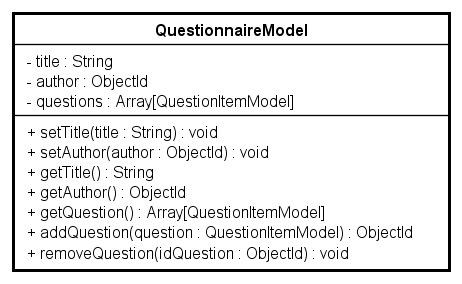 QuestionnaireModel
- title : String
- author : ObjectId
- questions : Array[QuestionItemModel]
+ setTitle(title : String) : void
+ setAuthor(author : ObjectId) : void
+ getTitle() : String
+ getAuthor() : ObjectId
+ getQuestion() : Array[QuestionItemModel]
+ addQuestion(question : QuestionItemModel) : ObjectId
+ removeQuestion(idQuestion : ObjectId) : void